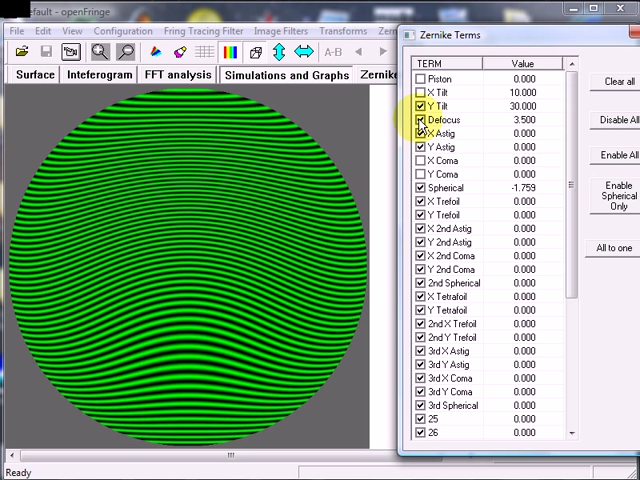 efault - openFringe
File Edit View Configuration Fring Tracing Filter Image Filters Transforms Zern
A-B
Surface Inteferogram FFT analysis Simulations and Graphs Zernike
Ready
Zernike Terms
TERM Value
Piston 0.000
X Tilt 10.000
Y Tilt 30.000
Defocus 3.500
X Astig 0.000
Y Astig 0.000
X Coma 0.000
Y Coma 0.000
Spherical -1.759
X Trefoil 0.000
Y Trefoil 0.000
X 2nd Astig 0.000
Y 2nd Astig 0.000
X 2nd Coma 0.000
Y 2nd Coma 0.000
2nd Spherical 0.000
X Tetrafoil 0.000
Y Tetrafoil 0.000
2nd X Trefoil 0.000
2nd Y Trefoil 0.000
3rd X Astig 0.000
3rd Y Astig 0.000
3rd X Coma 0.000
3rd Y Coma 0.000
3rd Spherical 0.000
25 0.000
26 0.000
Clear all
Disable All
Enable All
Enable
Spherical
Only
All to one